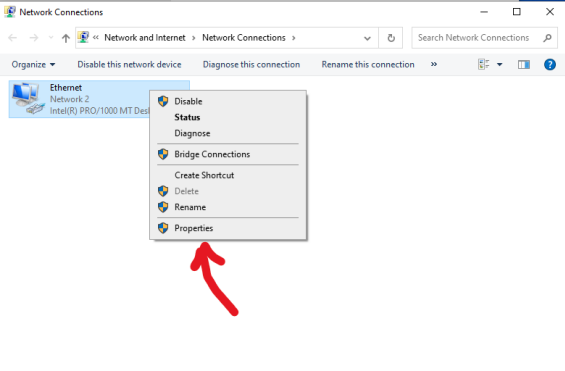 Network Connections
« Network and Internet › Network Connections ›
Search Network Connections
Organize
Disable this network device
Diagnose this connection
Rename this connection
»
Ethernet
Network 2
Intel(R) PRO/1000 MT Desk
Disable
Status
Diagnose
Bridge Connections
Create Shortcut
Delete
Rename
Properties